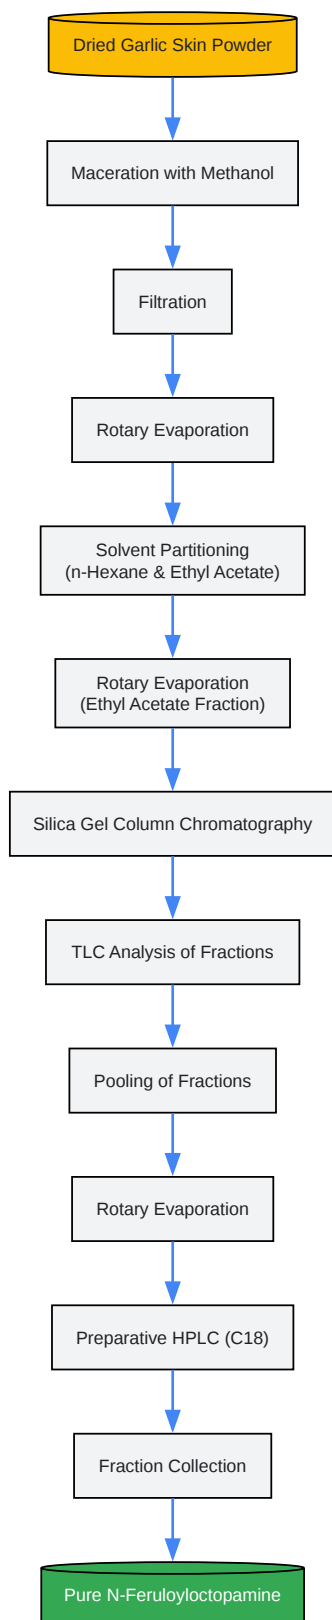 Dried Garlic Skin Powder
Maceration with Methanol
Filtration
Rotary Evaporation
Solvent Partitioning
(n-Hexane & Ethyl Acetate)
Rotary Evaporation
(Ethyl Acetate Fraction)
Silica Gel Column Chromatography
TLC Analysis of Fractions
Pooling of Fractions
Rotary Evaporation
Preparative HPLC (C18)
Fraction Collection
Pure N-Feruloyloctopamine